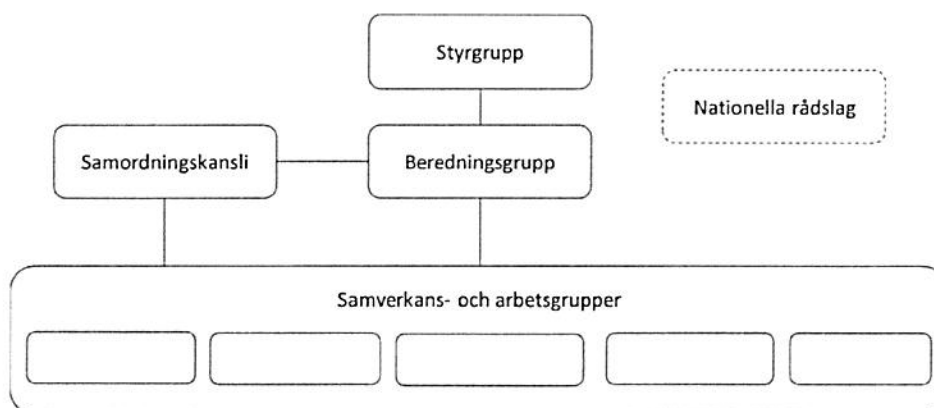 Styrgrupp
Nationella rådslag
Samordningskansli
Beredningsgrupp
Samverkans- och arbetsgrupper